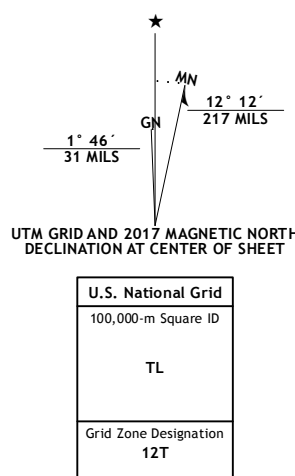 ★
MN
GN
12° 12´
217 MILS
1° 46´
31 MILS
UTM GRID AND 2017 MAGNETIC NORTH
DECLINATION AT CENTER OF SHEET
U.S. National Grid
100,000-m Square ID
TL
Grid Zone Designation
12T